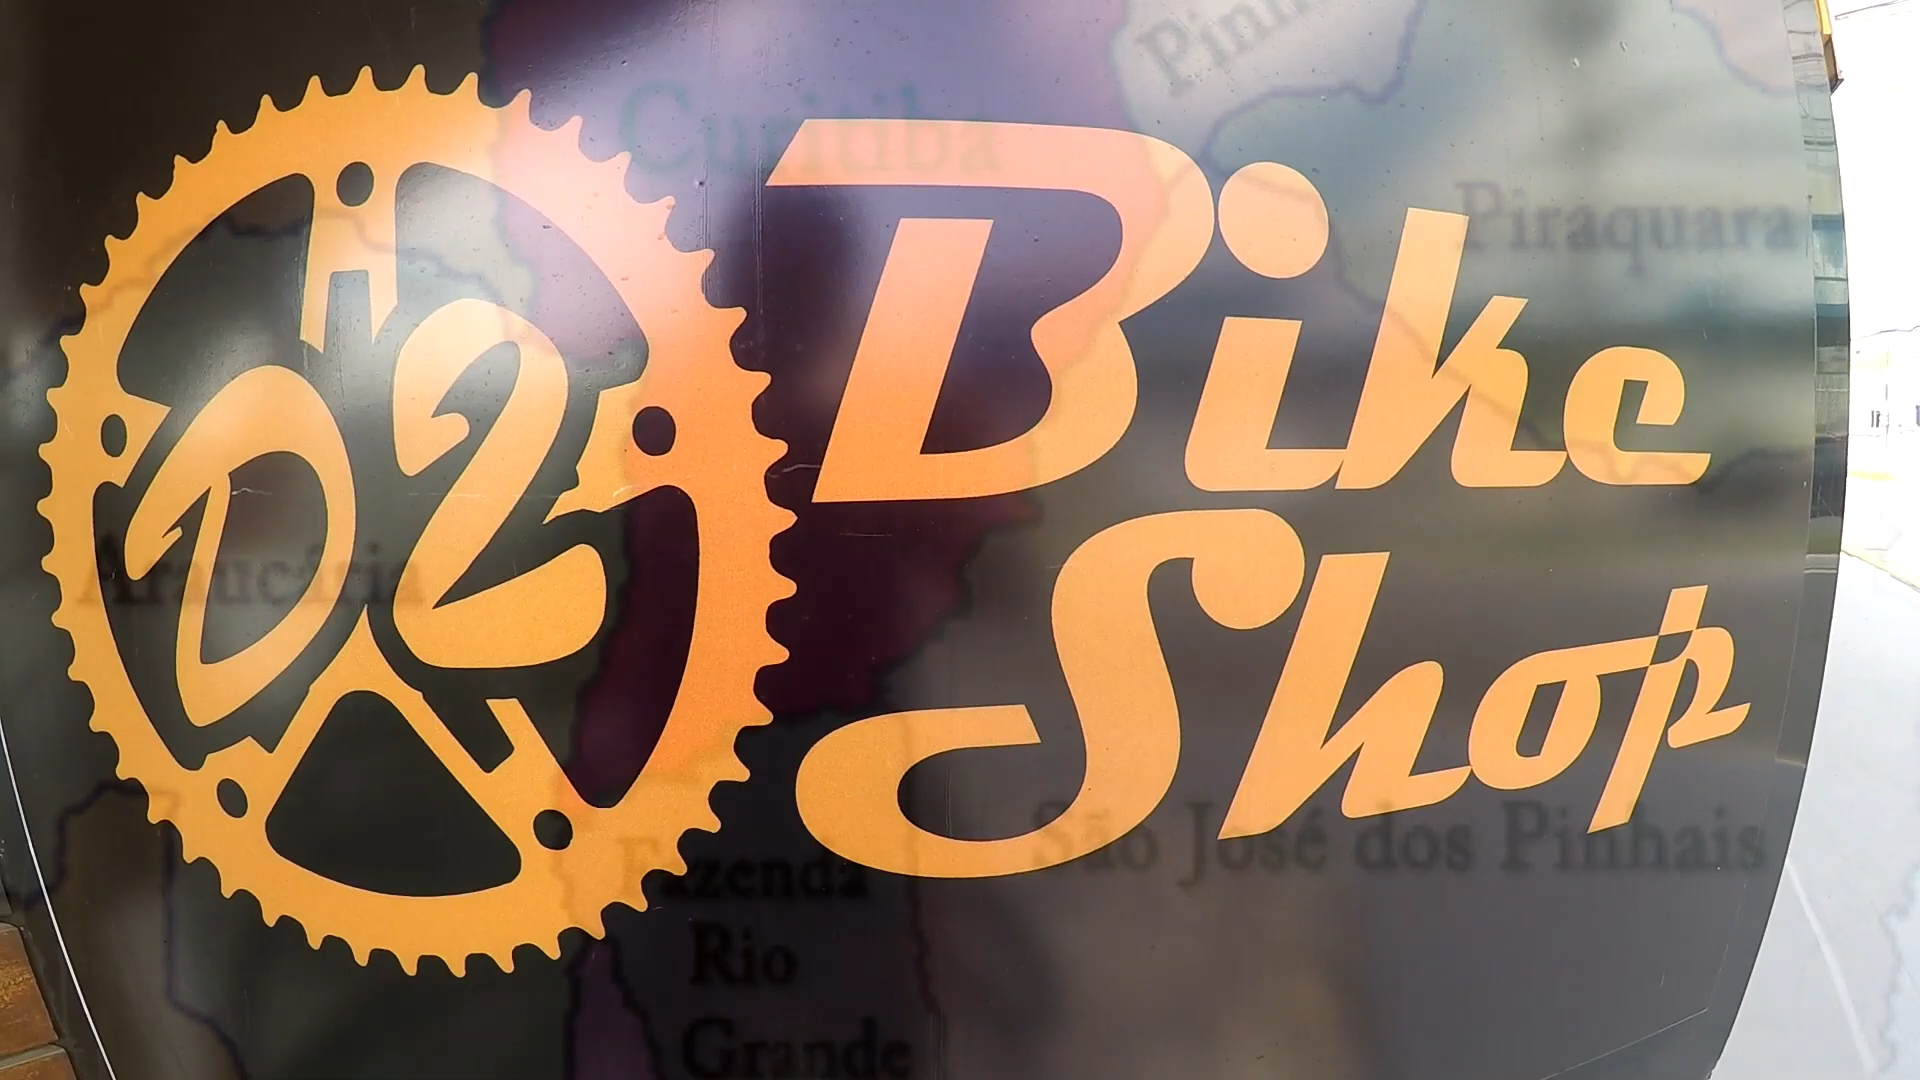 D2
Bike
Shop
Curitiba
Piraquara
Araucária
São José dos Pinhais
Fazenda
Rio
Grande